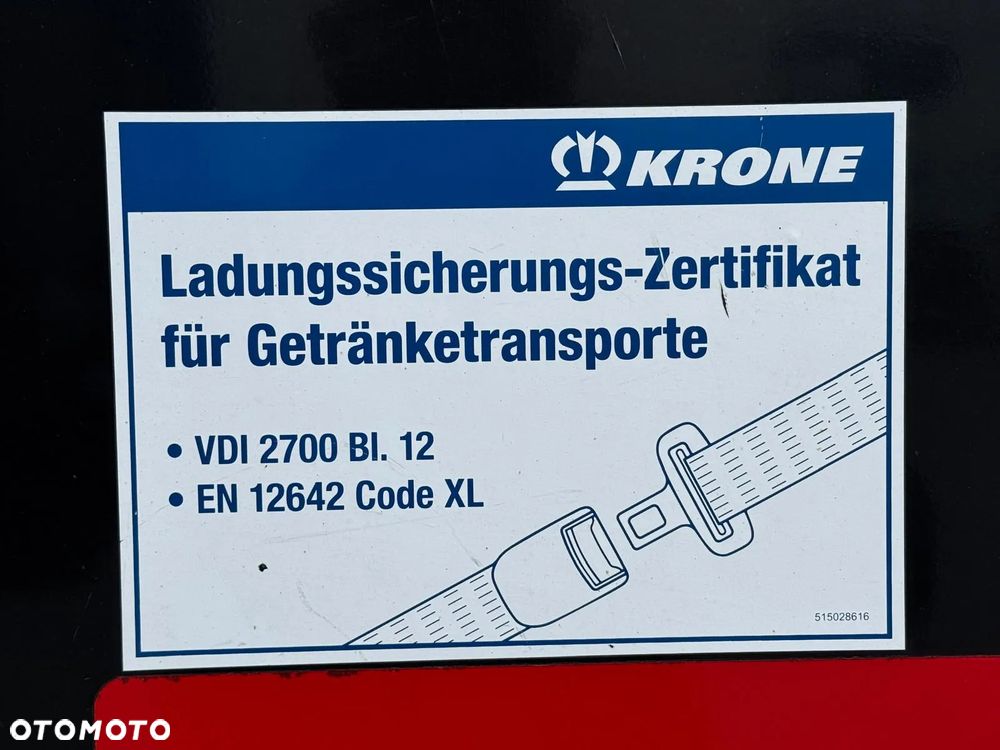 KRONE
Ladungssicherungs-Zertifikat
für Getränketransporte
• VDI 2700 Bl. 12
• EN 12642 Code XL
515028616
OTOMOTO